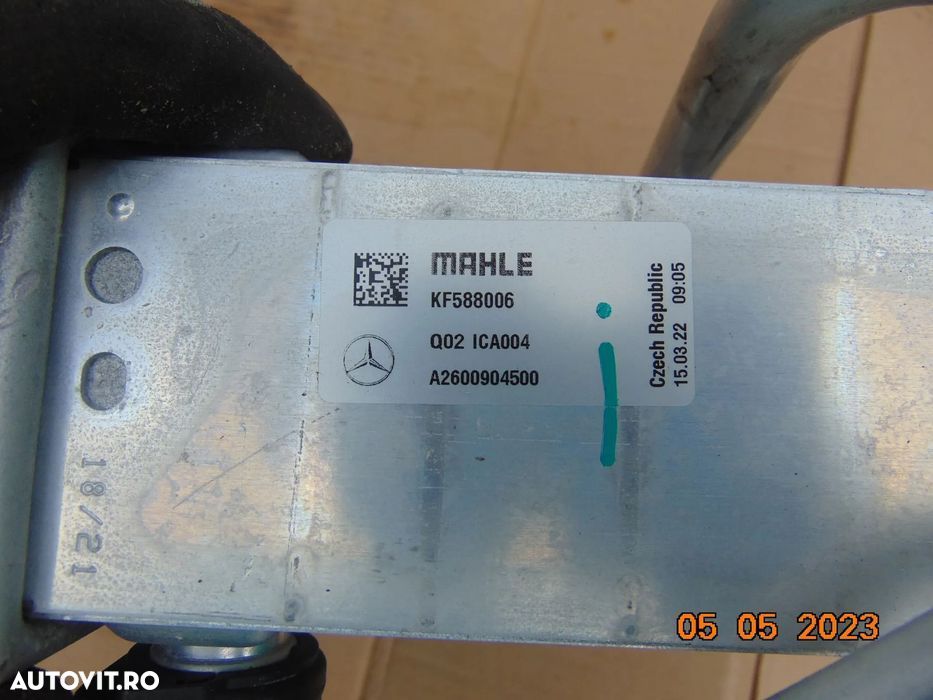 MAHLE
KF588006
Q02 ICA004
A2600904500
Czech Republic
15.03.22 09:05
18/21
05 05 2023
AUTOVIT.RO